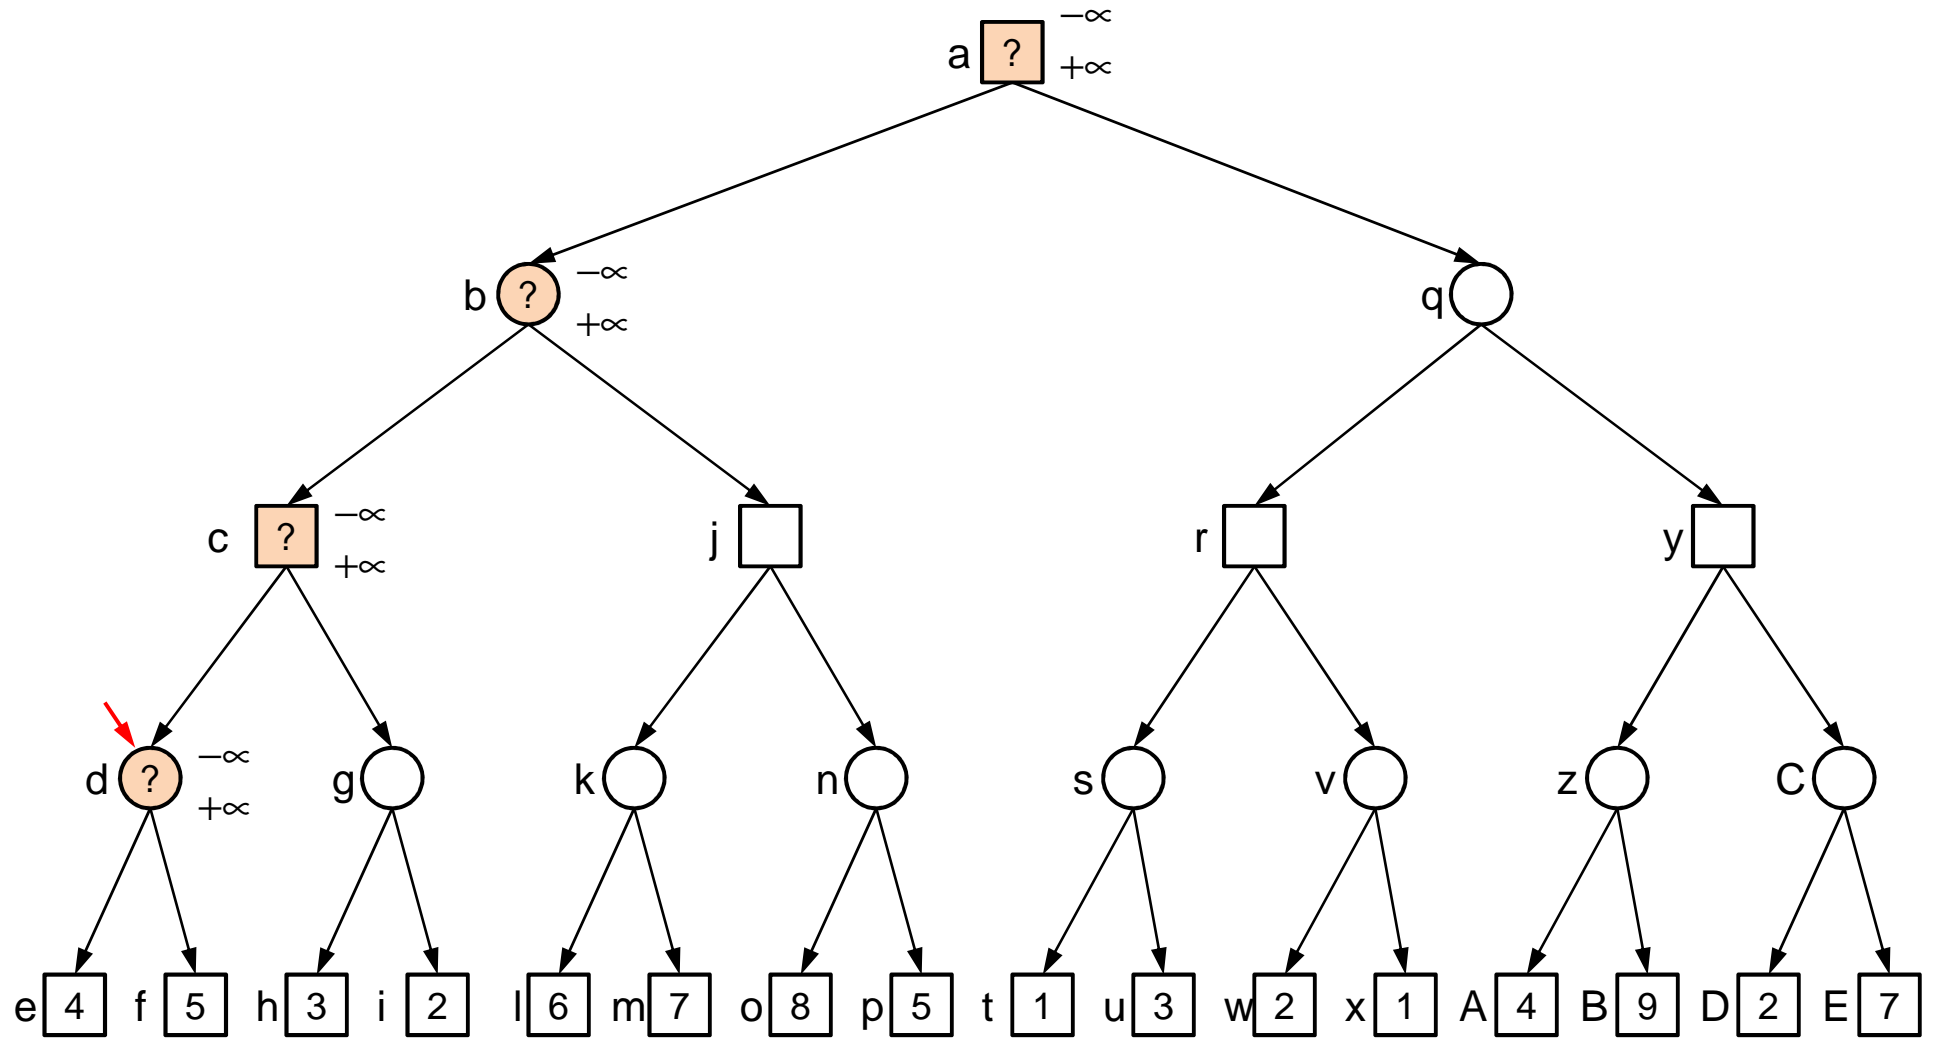 −∝
a ?
+∝
−∝
b ? q
+∝
−∝
c ? j r y
+∝
−∝
d ? g k n s v z C
+∝
e 4 f 5 h 3 i 2 l 6 m 7 o 8 p 5 t 1 u 3 w 2 x 1 A 4 B 9 D 2 E 7